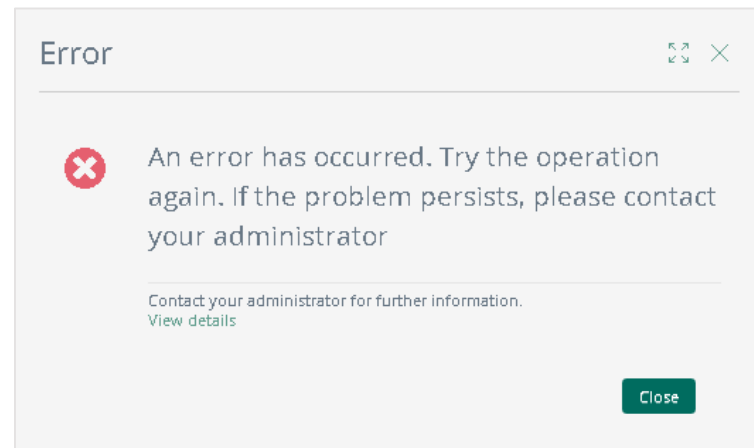 Error
An error has occurred. Try the operation
again. If the problem persists, please contact
your administrator
Contact your administrator for further information.
View details
Close